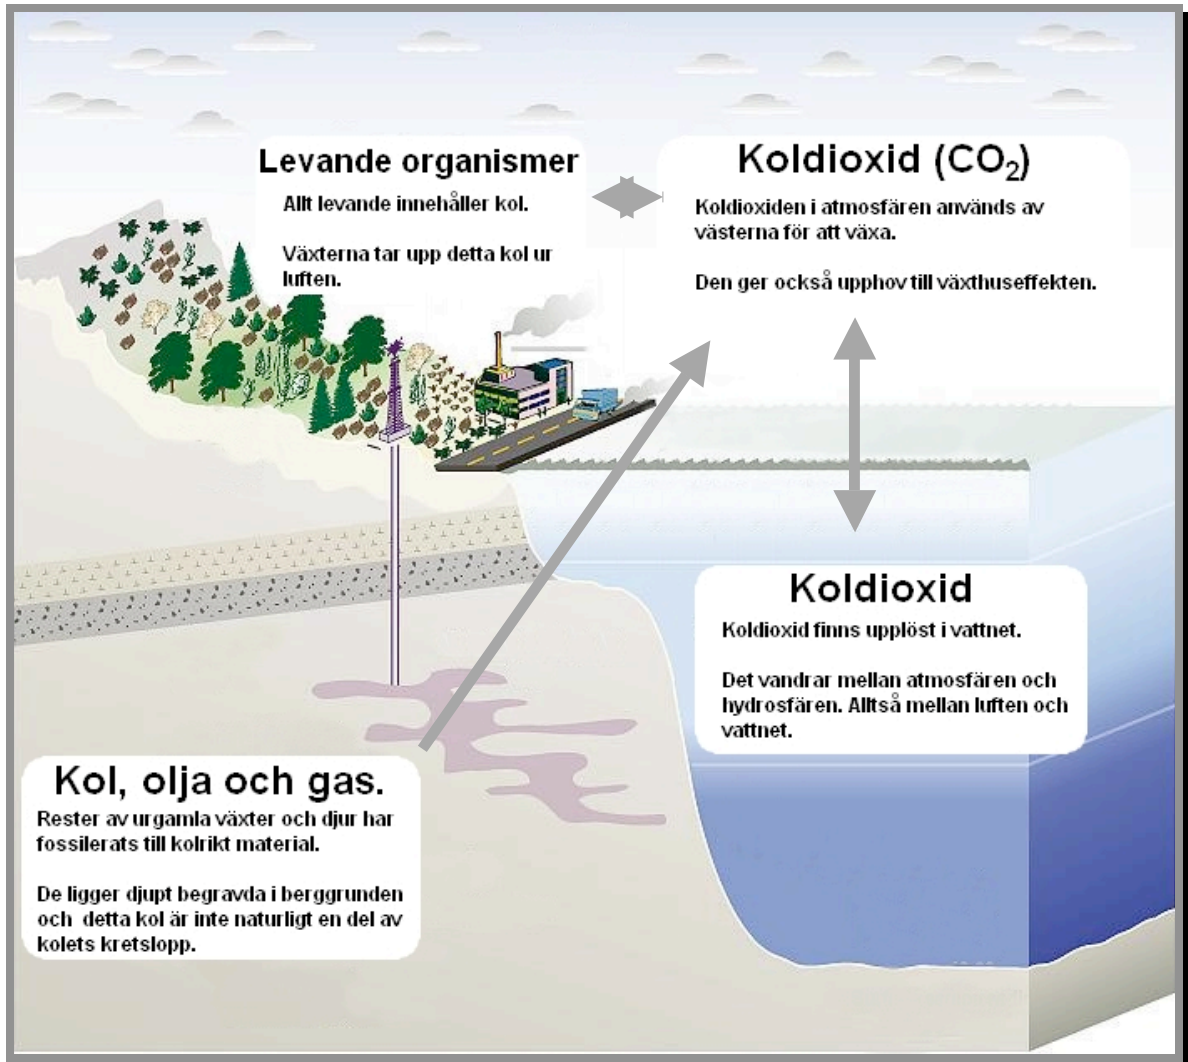 Levande organismer
Allt levande innehåller kol.
Växterna tar upp detta kol ur
luften.
Koldioxid (CO₂)
Koldioxiden i atmosfären används av
västerna för att växa.
Den ger också upphov till växthuseffekten.
Koldioxid
Koldioxid finns upplöst i vattnet.
Det vandrar mellan atmosfären och
hydrosfären. Alltså mellan luften och
vattnet.
Kol, olja och gas.
Rester av urgamla växter och djur har
fossilerats till kolrikt material.
De ligger djupt begravda i berggrunden
och detta kol är inte naturligt en del av
kolets kretslopp.